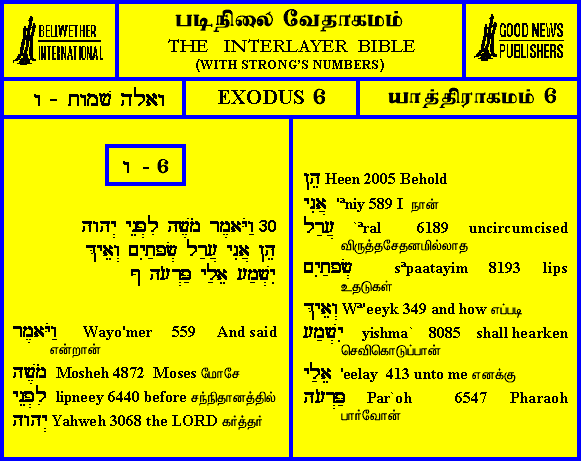 BELLWETHER
INTERNATIONAL
படிநிலை வேதாகமம்
THE INTERLAYER BIBLE
(WITH STRONG'S NUMBERS)
GOOD NEWS
PUBLISHERS
ואלה שמות - ו
EXODUS 6
யாத்திராகமம் 6
ו - 6
30 וַיֹּאמֶר מֹשֶׁה לִפְנֵי יְהוָה
הֵן אֲנִי עֲרַל שְׂפָתַיִם וְאֵיךְ
יִשְׁמַע אֵלַי פַּרְעֹה ף
וַיֹּאמֶר Wayo'mer 559 And said
என்றான்
מֹשֶׁה Mosheh 4872 Moses மோசே
לִפְנֵי lipneey 6440 before சந்நிதானத்தில்
יְהוָה Yahweh 3068 the LORD கர்த்தர்
הֵן Heen 2005 Behold
אֲנִי 'ªniy 589 I நான்
עֲרַל `ªral 6189 uncircumcised
விருத்தசேதனமில்லாத
שְׂפָתַיִם sªpaatayim 8193 lips
உதடுகள்
וְאֵיךְ Wª'eeyk 349 and how எப்படி
יִשְׁמַע yishma` 8085 shall hearken
செவிகொடுப்பான்
אֵלַי 'eelay 413 unto me எனக்கு
פַּרְעֹה Par`oh 6547 Pharaoh
பார்வோன்